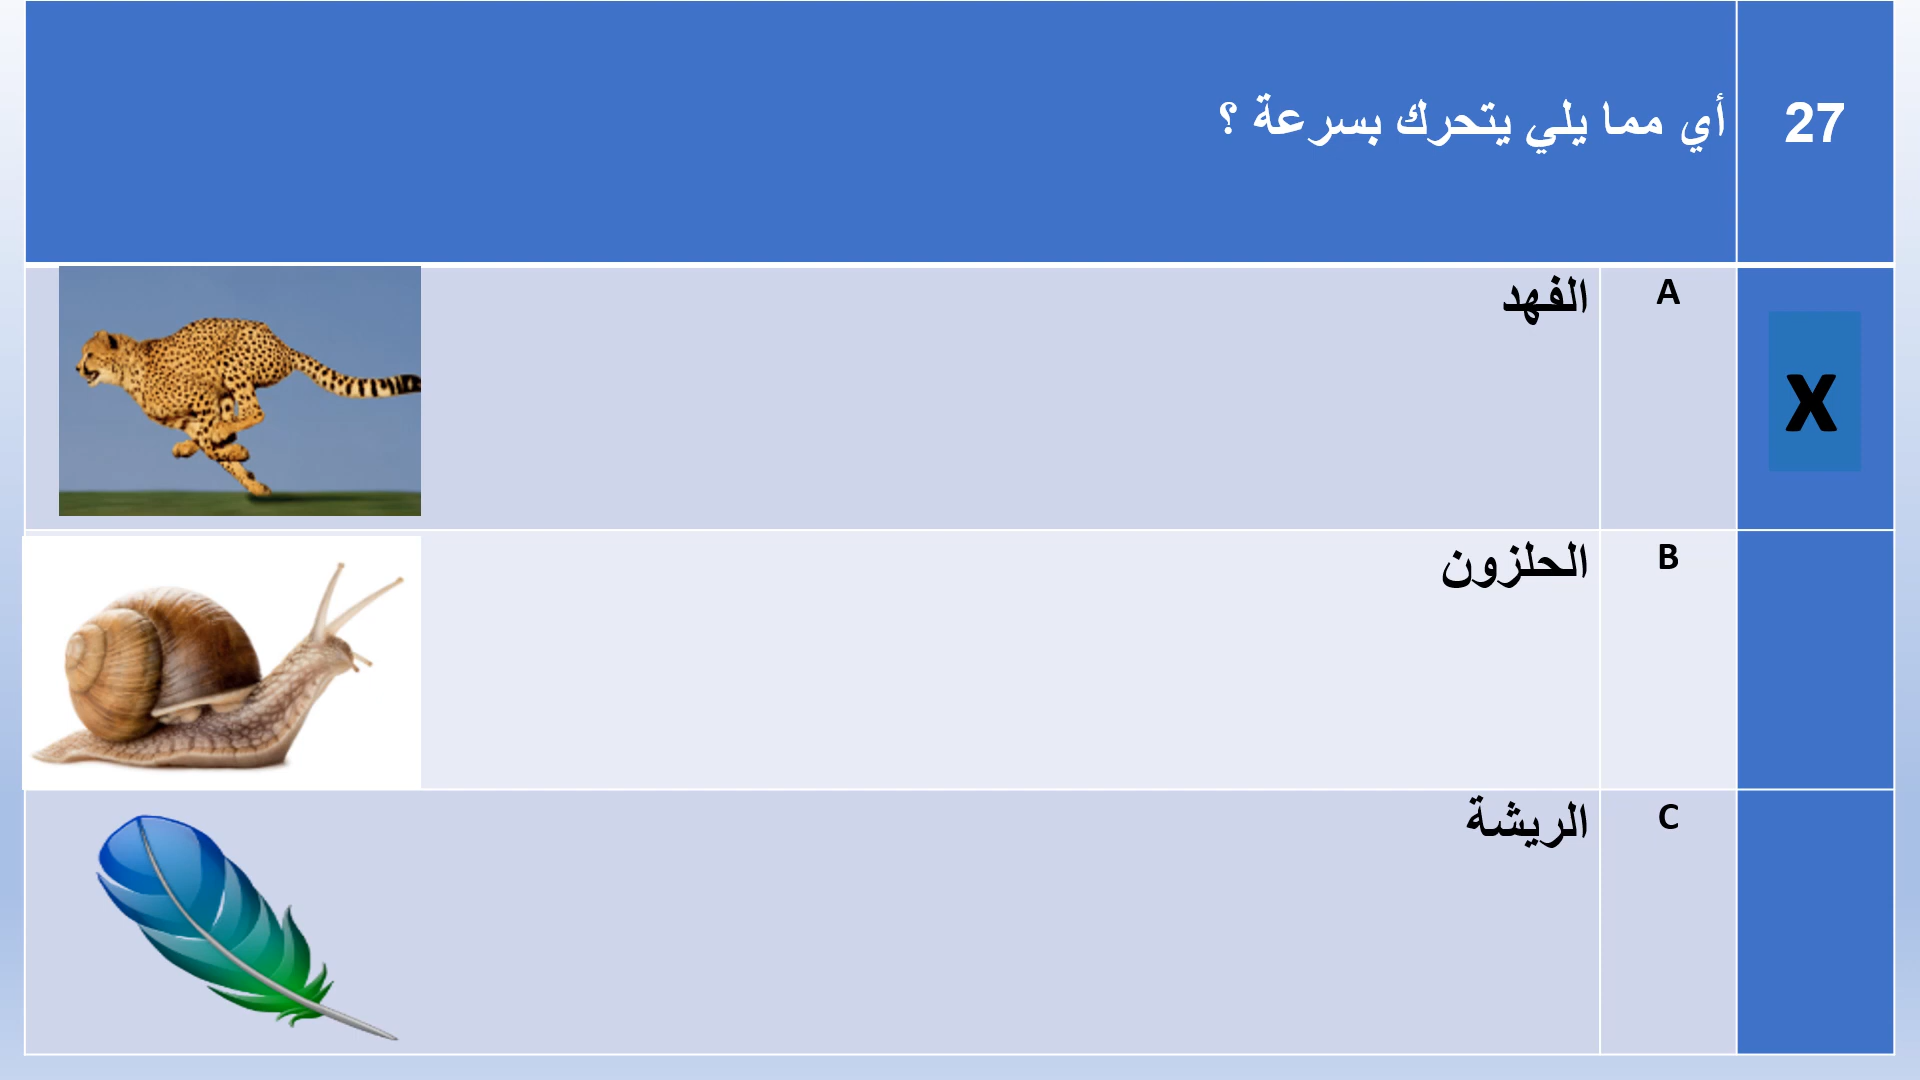 27
أي مما يلي يتحرك بسرعة ؟
X
A
الفهد
B
الحلزون
C
الريشة